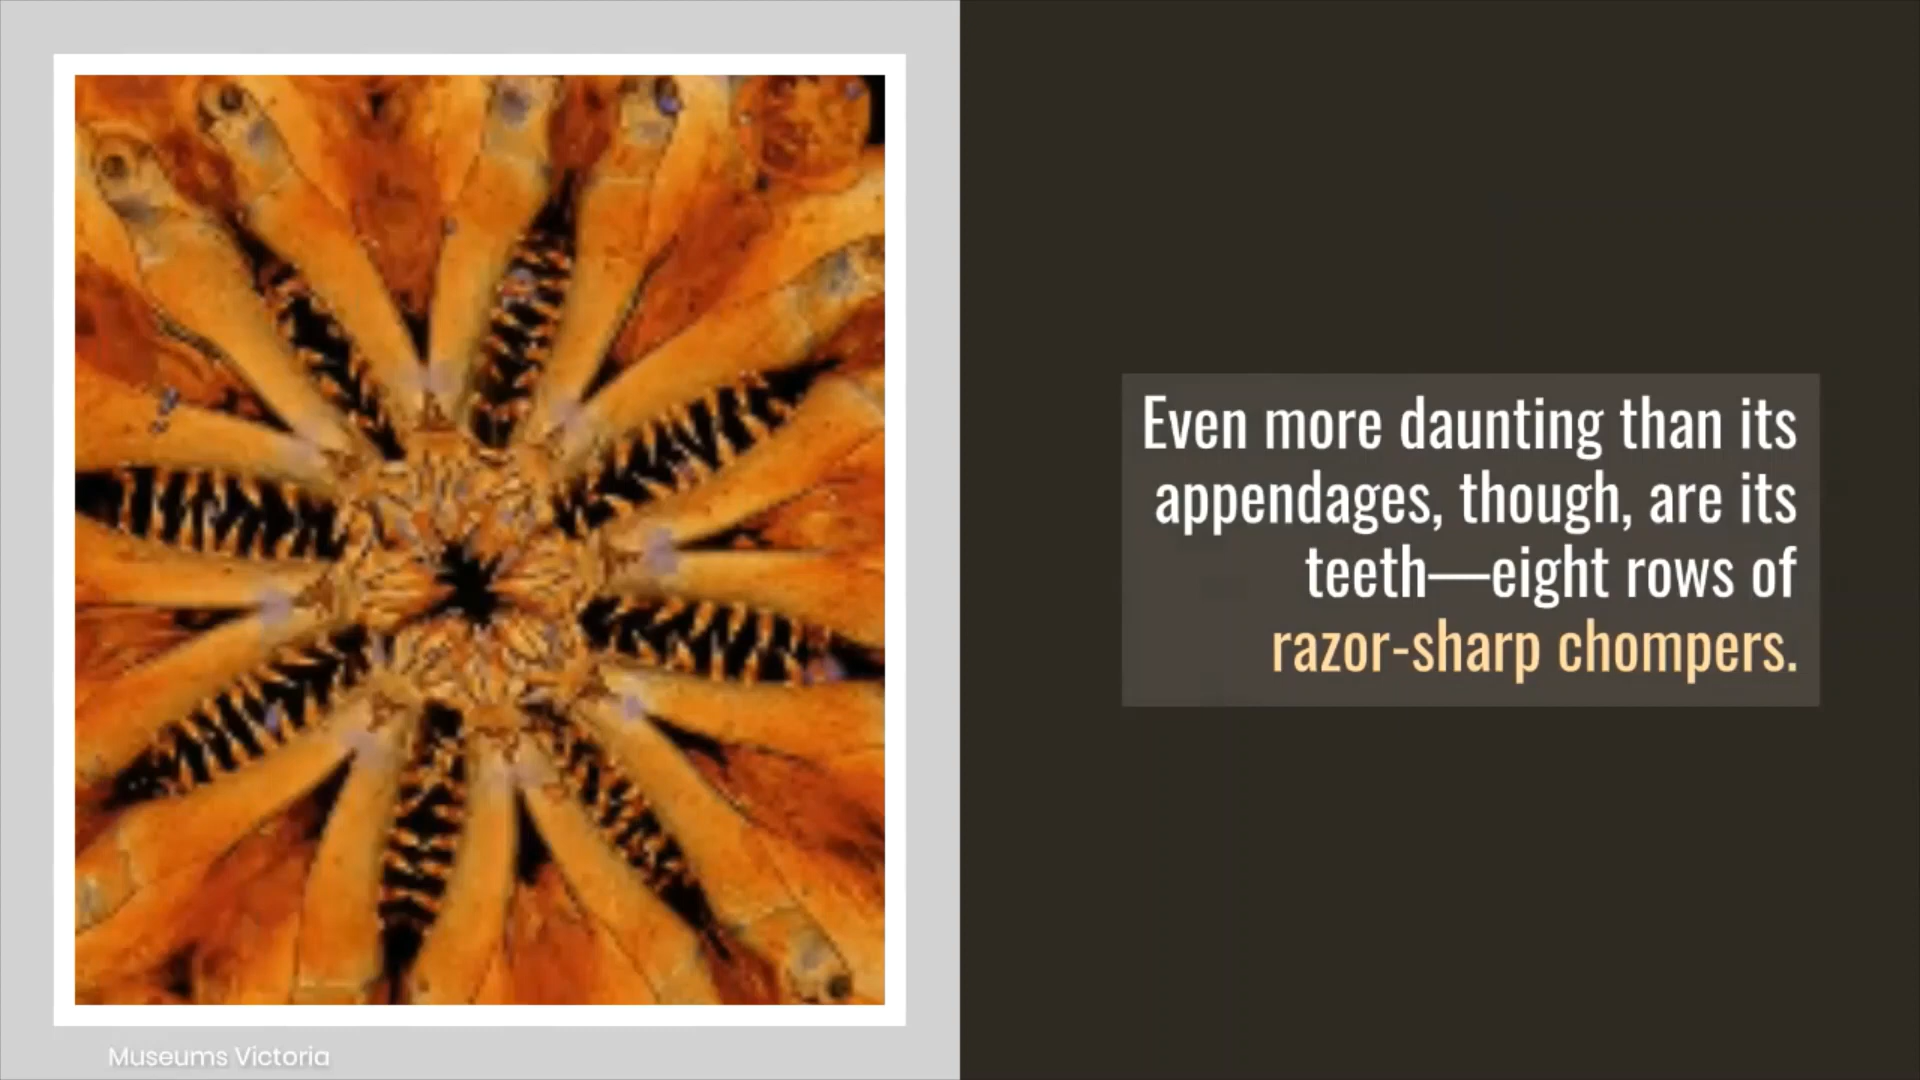 Even more daunting than its
appendages, though, are its
teeth—eight rows of
razor-sharp chompers.
Museums Victoria